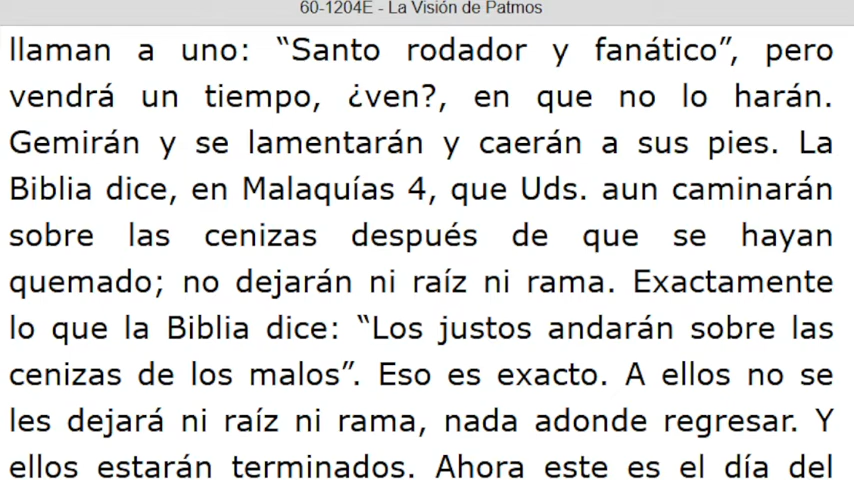 60-1204E - La Visión de Patmos
llaman a uno: “Santo rodador y fanático”, pero
vendrá un tiempo, ¿ven?, en que no lo harán.
Gemirán y se lamentarán y caerán a sus pies. La
Biblia dice, en Malaquías 4, que Uds. aun caminarán
sobre las cenizas después de que se hayan
quemado; no dejarán ni raíz ni rama. Exactamente
lo que la Biblia dice: “Los justos andarán sobre las
cenizas de los malos”. Eso es exacto. A ellos no se
les dejará ni raíz ni rama, nada adonde regresar. Y
ellos estarán terminados. Ahora este es el día del